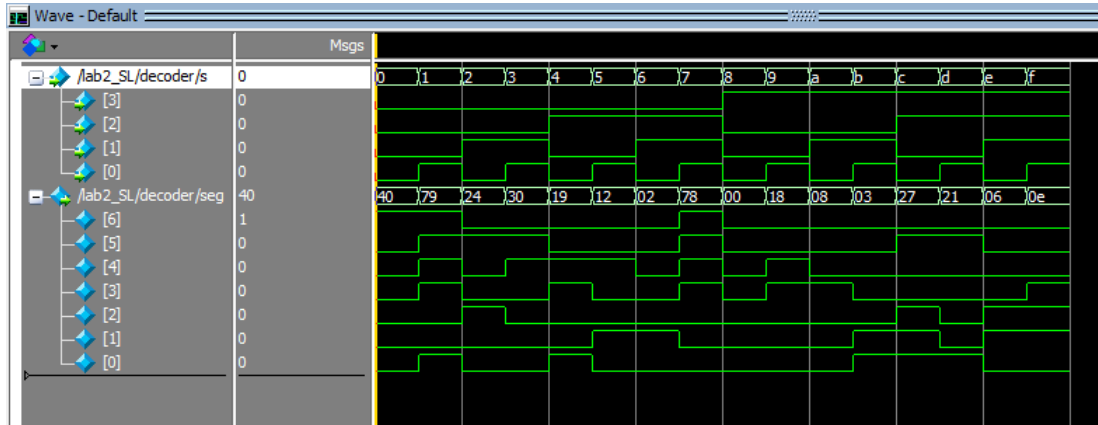 Wave - Default
Msgs
/lab2_SL/decoder/s 0 0 1 2 3 4 5 6 7 8 9 a b c d e f
[3] 0
[2] 0
[1] 0
[0] 0
/lab2_SL/decoder/seg 40 40 79 24 30 19 12 02 78 00 18 08 03 27 21 06 0e
[6] 1
[5] 0
[4] 0
[3] 0
[2] 0
[1] 0
[0] 0